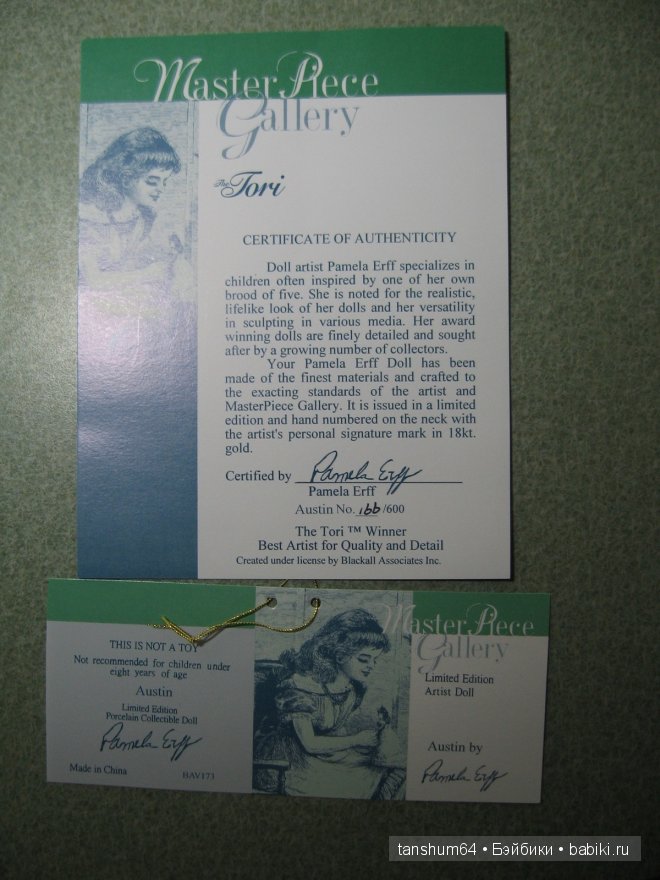 MasterPiece
Gallery
The Tori
CERTIFICATE OF AUTHENTICITY
Doll artist Pamela Erff specializes in
children often inspired by one of her own
brood of five. She is noted for the realistic,
lifelike look of her dolls and her versatility
in sculpting in various media. Her award
winning dolls are finely detailed and sought
after by a growing number of collectors.
Your Pamela Erff Doll has been
made of the finest materials and crafted to
the exacting standards of the artist and
MasterPiece Gallery. It is issued in a limited
edition and hand numbered on the neck with
the artist's personal signature mark in 18kt.
gold.
Certified by Pamela Erff
Pamela Erff
Austin No. 166 /600
The Tori ™ Winner
Best Artist for Quality and Detail
Created under license by Blackall Associates Inc.
THIS IS NOT A TOY
Not recommended for children under
eight years of age
Austin
Limited Edition
Porcelain Collectible Doll
Pamela Erff
Made in China BAV173
MasterPiece
Gallery
Limited Edition
Artist Doll
Austin by
Pamela Erff
tanshum64 • Бэйбики • babiki.ru